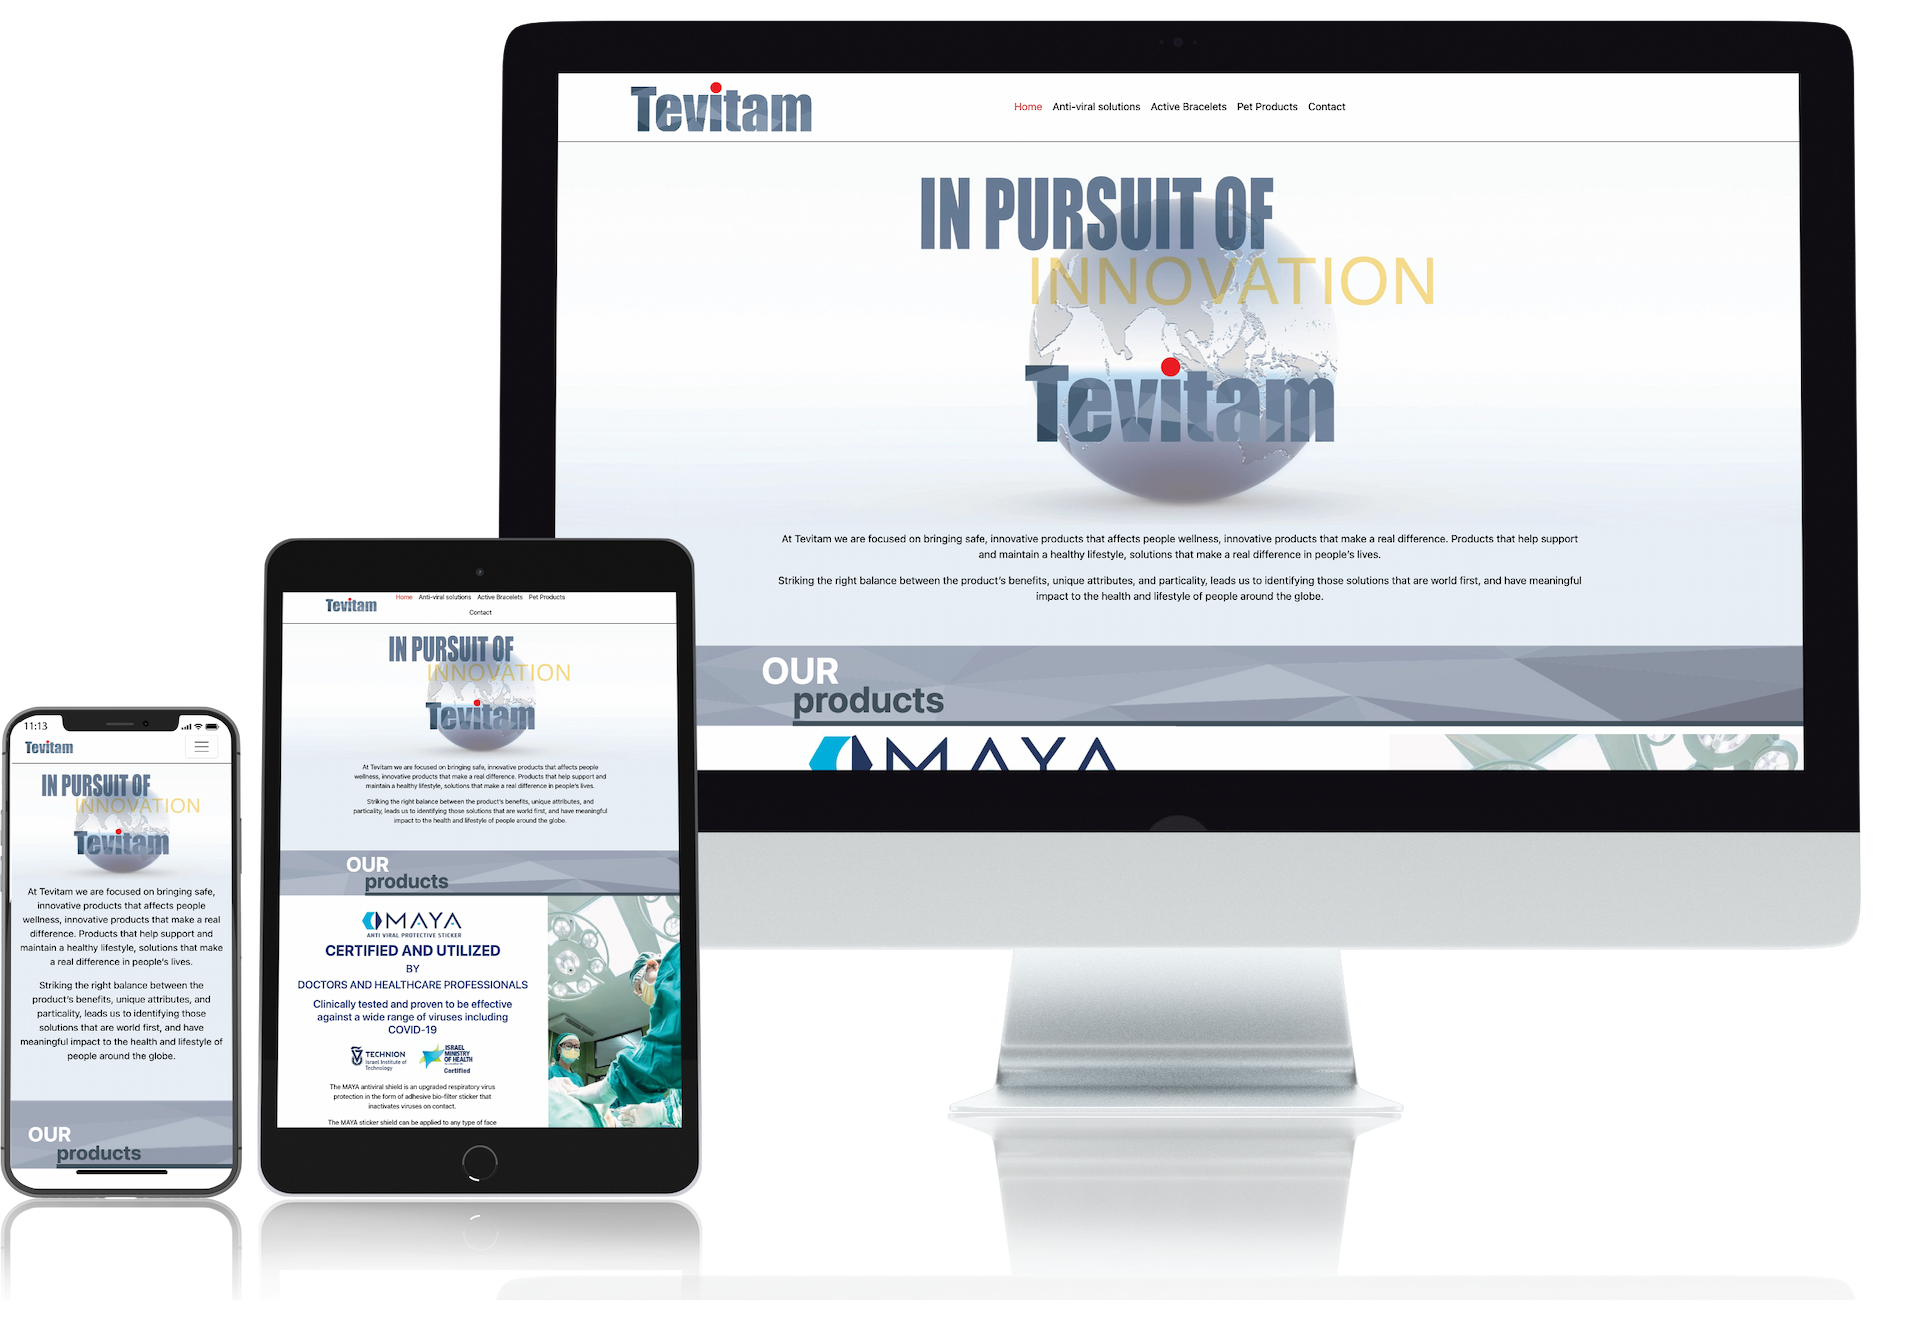 Tevitam
Home Anti-viral solutions Active Bracelets Pet Products Contact
IN PURSUIT OF
INNOVATION
Tevitam
At Tevitam we are focused on bringing safe, innovative products that affects people wellness, innovative products that make a real difference. Products that help support
and maintain a healthy lifestyle, solutions that make a real difference in people's lives.
Striking the right balance between the product's benefits, unique attributes, and particality, leads us to identifying those solutions that are world first, and have meaningful
impact to the health and lifestyle of people around the globe.
OUR
products
MAYA
Tevitam
Home Anti-viral solutions Active Bracelets Pet Products
Contact
IN PURSUIT OF
INNOVATION
Tevitam
At Tevitam we are focused on bringing safe, innovative products that affects people
wellness, innovative products that make a real difference. Products that help support and
maintain a healthy lifestyle, solutions that make a real difference in people's lives.
Striking the right balance between the product's benefits, unique attributes, and
particality, leads us to identifying those solutions that are world first, and have meaningful
impact to the health and lifestyle of people around the globe.
OUR
products
MAYA
ANTI VIRAL PROTECTIVE STICKER
CERTIFIED AND UTILIZED
BY
DOCTORS AND HEALTHCARE PROFESSIONALS
Clinically tested and proven to be effective
against a wide range of viruses including
COVID-19
TECHNION
Israel Institute of
Technology
ISRAEL
MINISTRY
OF HEALTH
Certified
The MAYA antiviral shield is an upgraded respiratory virus
protection in the form of adhesive bio-filter sticker that
inactivates viruses on contact.
The MAYA sticker shield can be applied to any type of face
11:13
Tevitam
IN PURSUIT OF
INNOVATION
Tevitam
At Tevitam we are focused on bringing safe,
innovative products that affects people
wellness, innovative products that make a real
difference. Products that help support and
maintain a healthy lifestyle, solutions that make
a real difference in people's lives.
Striking the right balance between the
product's benefits, unique attributes, and
particality, leads us to identifying those
solutions that are world first, and have
meaningful impact to the health and lifestyle of
people around the globe.
OUR
products